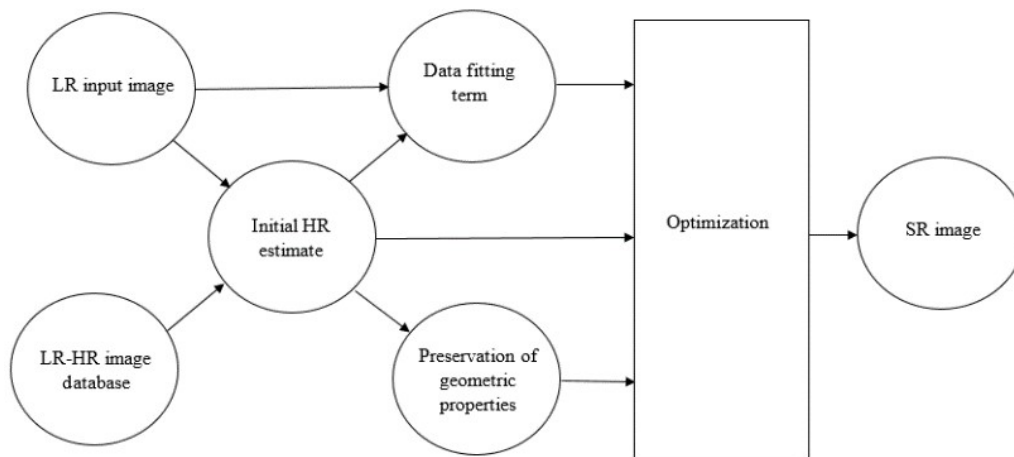 LR input image
Data fitting
term
Initial HR
estimate
Optimization
SR image
LR-HR image
database
Preservation of
geometric
properties